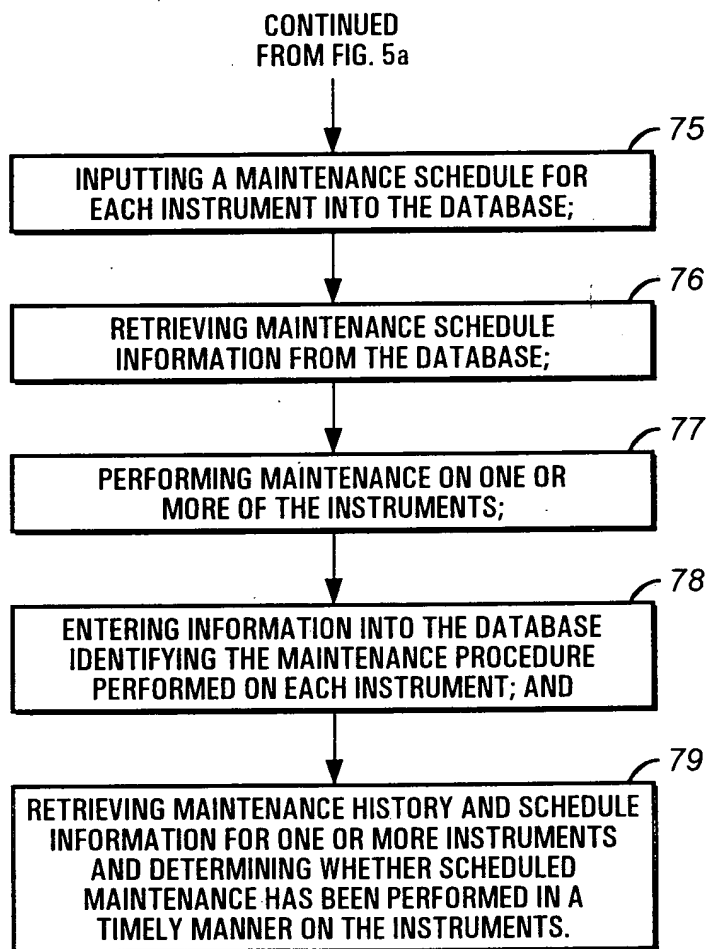 CONTINUED
FROM FIG. 5a
75
INPUTTING A MAINTENANCE SCHEDULE FOR
EACH INSTRUMENT INTO THE DATABASE;
76
RETRIEVING MAINTENANCE SCHEDULE
INFORMATION FROM THE DATABASE;
77
PERFORMING MAINTENANCE ON ONE OR
MORE OF THE INSTRUMENTS;
78
ENTERING INFORMATION INTO THE DATABASE
IDENTIFYING THE MAINTENANCE PROCEDURE
PERFORMED ON EACH INSTRUMENT; AND
79
RETRIEVING MAINTENANCE HISTORY AND SCHEDULE
INFORMATION FOR ONE OR MORE INSTRUMENTS
AND DETERMINING WHETHER SCHEDULED
MAINTENANCE HAS BEEN PERFORMED IN A
TIMELY MANNER ON THE INSTRUMENTS.